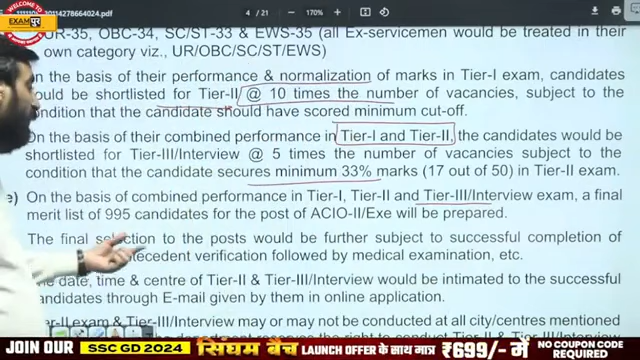 WELCOME TO
EXAM पुर
30114278664024.pdf
4 / 21
170%
UR-35, OBC-34, SC/ST-33 & EWS-35 (all Ex-servicemen would be treated in their
own category viz., UR/OBC/SC/ST/EWS)
On the basis of their performance & normalization of marks in Tier-I exam, candidates
would be shortlisted for Tier-II @ 10 times the number of vacancies, subject to the
condition that the candidate should have scored minimum cut-off.
On the basis of their combined performance in Tier-I and Tier-II, the candidates would be
shortlisted for Tier-III/Interview @ 5 times the number of vacancies subject to the
condition that the candidate secures minimum 33% marks (17 out of 50) in Tier-II exam.
e) On the basis of combined performance in Tier-I, Tier-II and Tier-III/Interview exam, a final
merit list of 995 candidates for the post of ACIO-II/Exe will be prepared.
The final selection to the posts would be further subject to successful completion of
antecedent verification followed by medical examination, etc.
date, time & centre of Tier-II & Tier-III/Interview would be intimated to the successful
candidates through E-mail given by them in online application.
Tier-II exam & Tier-III/Interview may or may not be conducted at all city/centres mentioned
JOIN OUR SSC GD 2024 सिंघम बैच LAUNCH OFFER के साथ मात्र ₹699/- में NO COUPON CODE REQUIRED